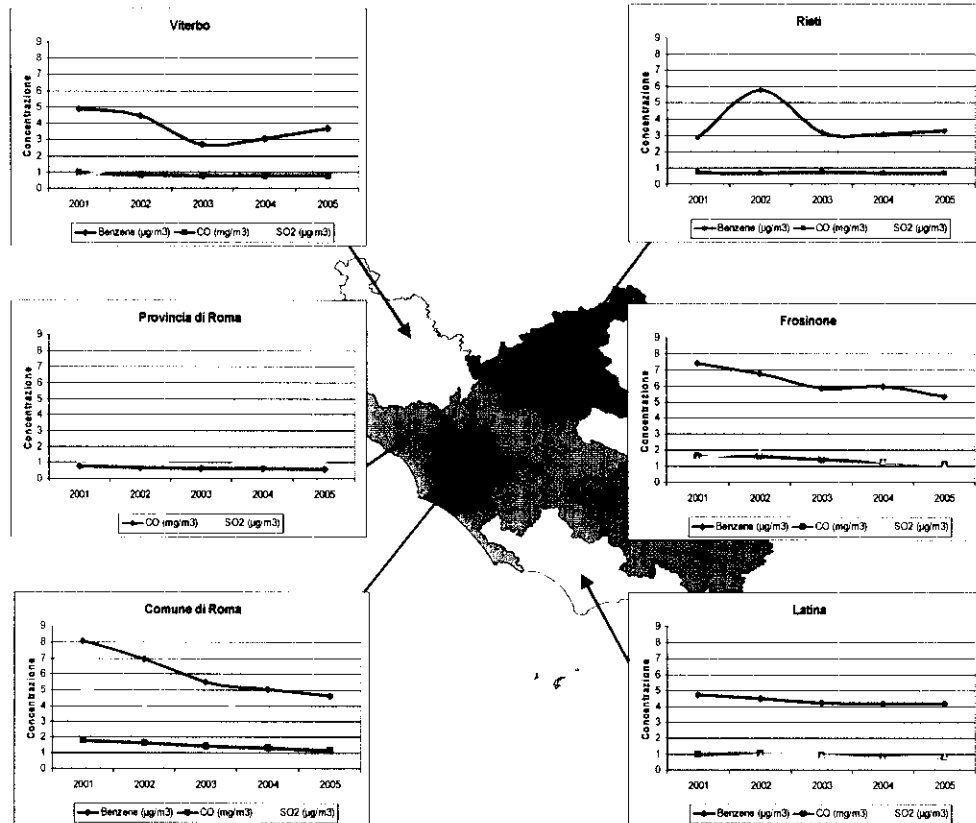 Viterbo
Concentrazione
9
8
7
6
5
4
3
2
1
0
2001 2002 2003 2004 2005
Benzene (µg/m3) CO (mg/m3) SO2 (µg/m3)
Rieti
Concentrazione
9
8
7
6
5
4
3
2
1
0
2001 2002 2003 2004 2005
Benzene (µg/m3) CO (mg/m3) SO2 (µg/m3)
Provincia di Roma
Concentrazione
9
8
7
6
5
4
3
2
1
0
2001 2002 2003 2004 2005
CO (mg/m3) SO2 (µg/m3)
Frosinone
Concentrazione
9
8
7
6
5
4
3
2
1
0
2001 2002 2003 2004 2005
Benzene (µg/m3) CO (mg/m3) SO2 (µg/m3)
Comune di Roma
Concentrazione
9
8
7
6
5
4
3
2
1
0
2001 2002 2003 2004 2005
Benzene (µg/m3) CO (mg/m3) SO2 (µg/m3)
Latina
Concentrazione
9
8
7
6
5
4
3
2
1
0
2001 2002 2003 2004 2005
Benzene (µg/m3) CO (mg/m3) SO2 (µg/m3)